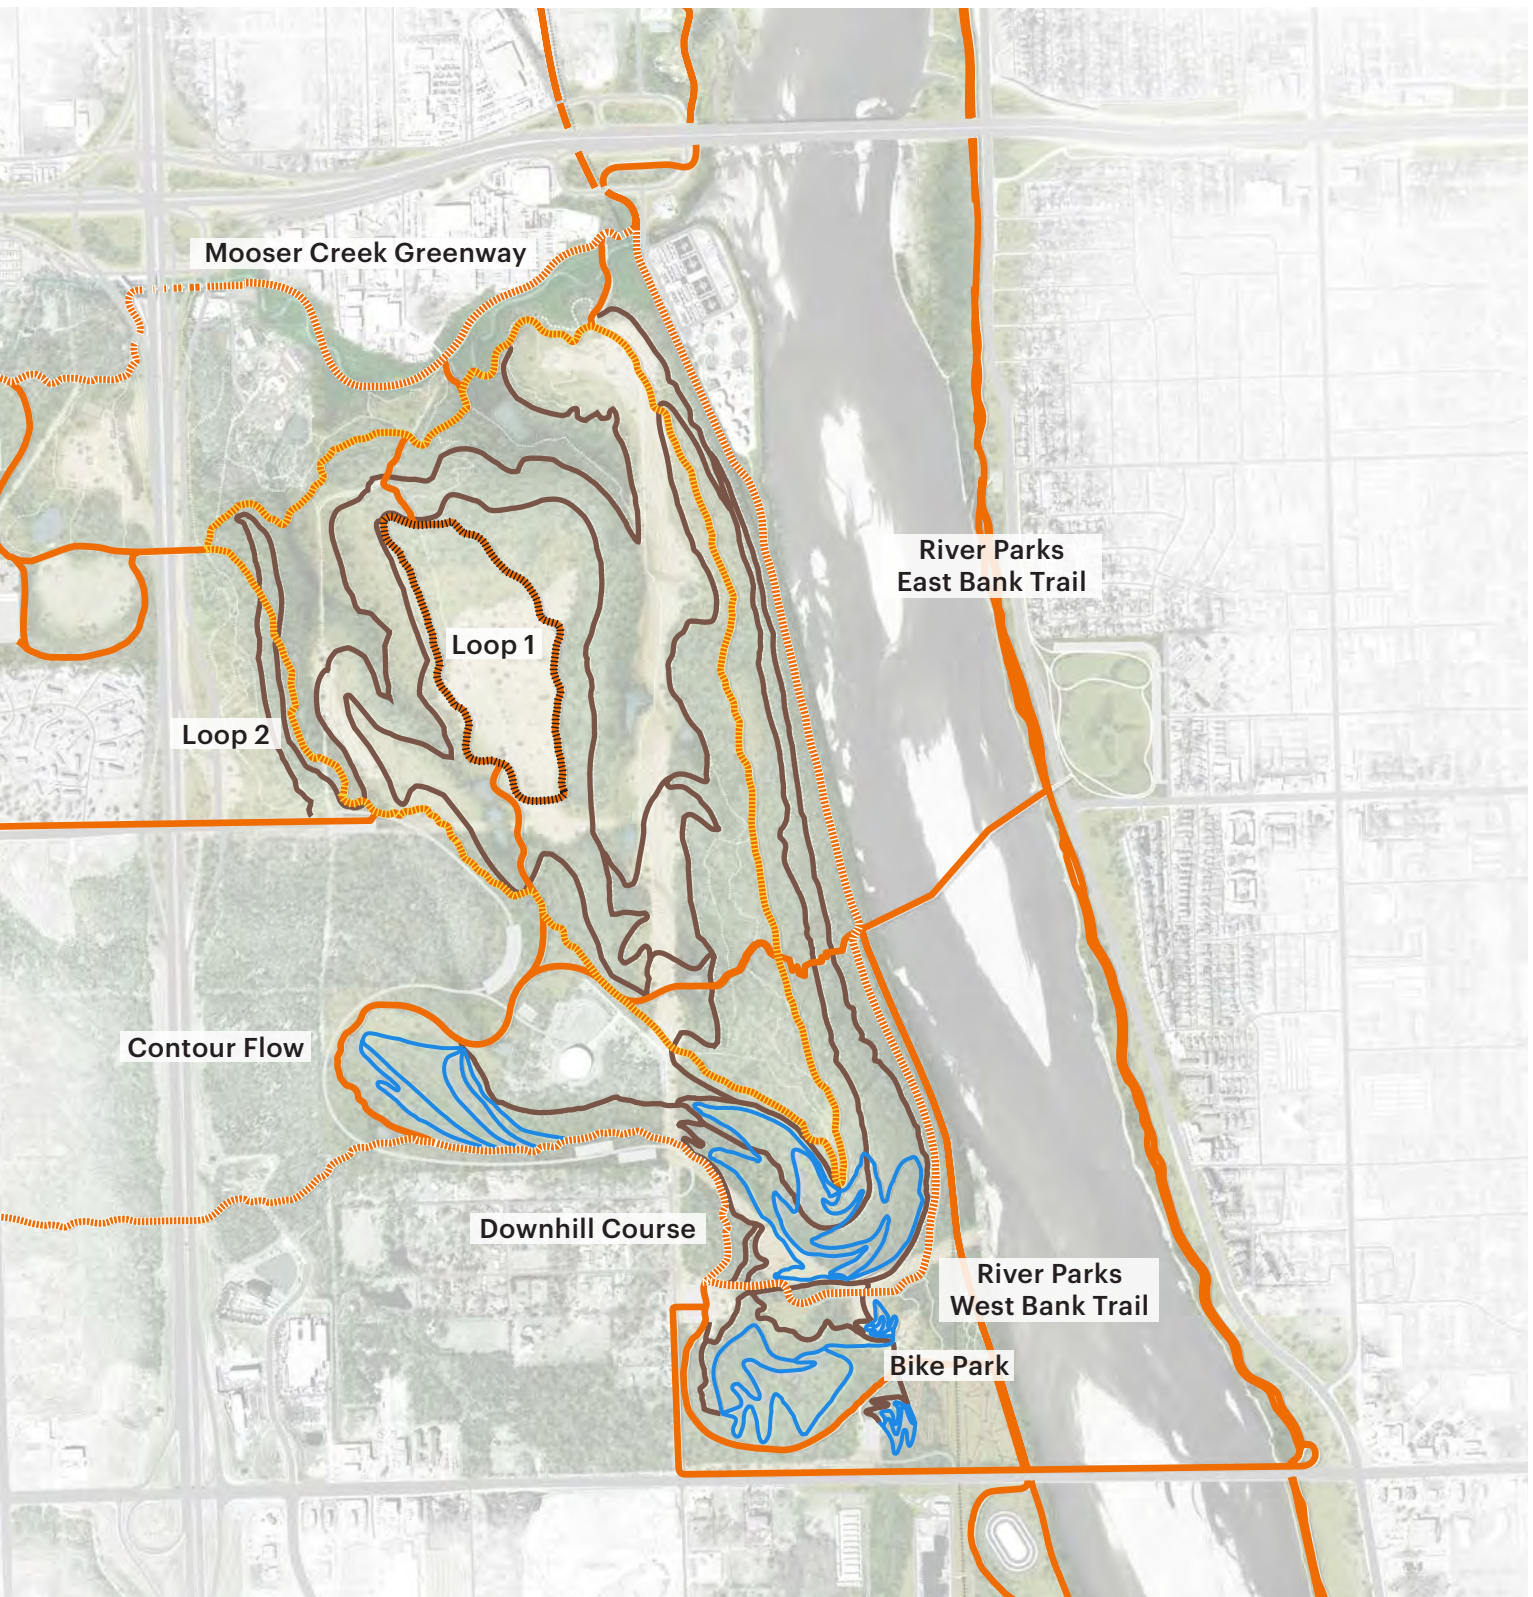 Mooser Creek Greenway
River Parks
East Bank Trail
Loop 1
Loop 2
Contour Flow
Downhill Course
River Parks
West Bank Trail
Bike Park